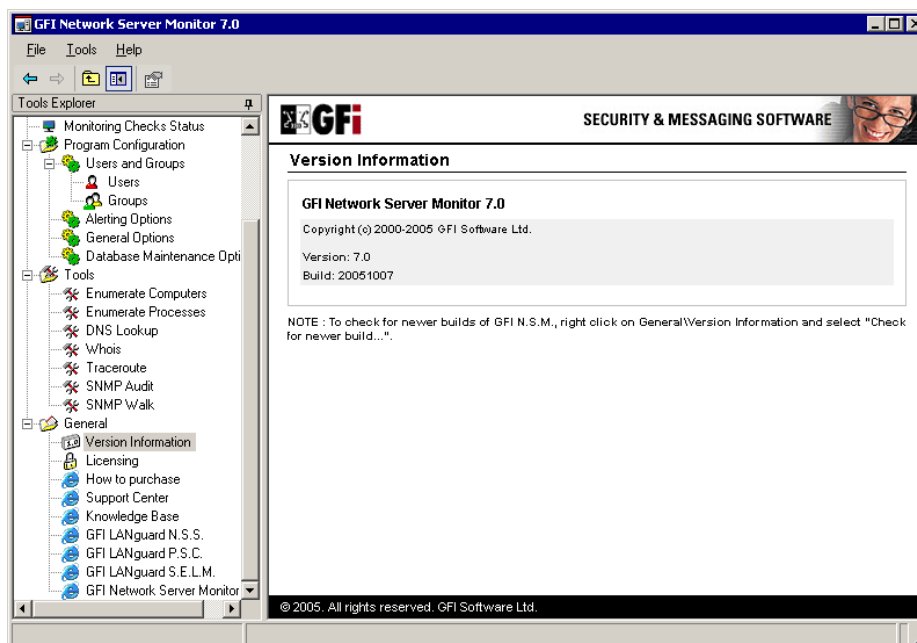 GFI Network Server Monitor 7.0
File Tools Help
Tools Explorer
Monitoring Checks Status
Program Configuration
Users and Groups
Users
Groups
Alerting Options
General Options
Database Maintenance Opti
Tools
Enumerate Computers
Enumerate Processes
DNS Lookup
Whois
Traceroute
SNMP Audit
SNMP Walk
General
Version Information
Licensing
How to purchase
Support Center
Knowledge Base
GFI LANguard N.S.S.
GFI LANguard P.S.C.
GFI LANguard S.E.L.M.
GFI Network Server Monitor
GFi
SECURITY & MESSAGING SOFTWARE
Version Information
GFI Network Server Monitor 7.0
Copyright (c) 2000-2005 GFI Software Ltd.
Version: 7.0
Build: 20051007
NOTE : To check for newer builds of GFI N.S.M., right click on General\Version Information and select "Check
for newer build...".
© 2005. All rights reserved. GFI Software Ltd.